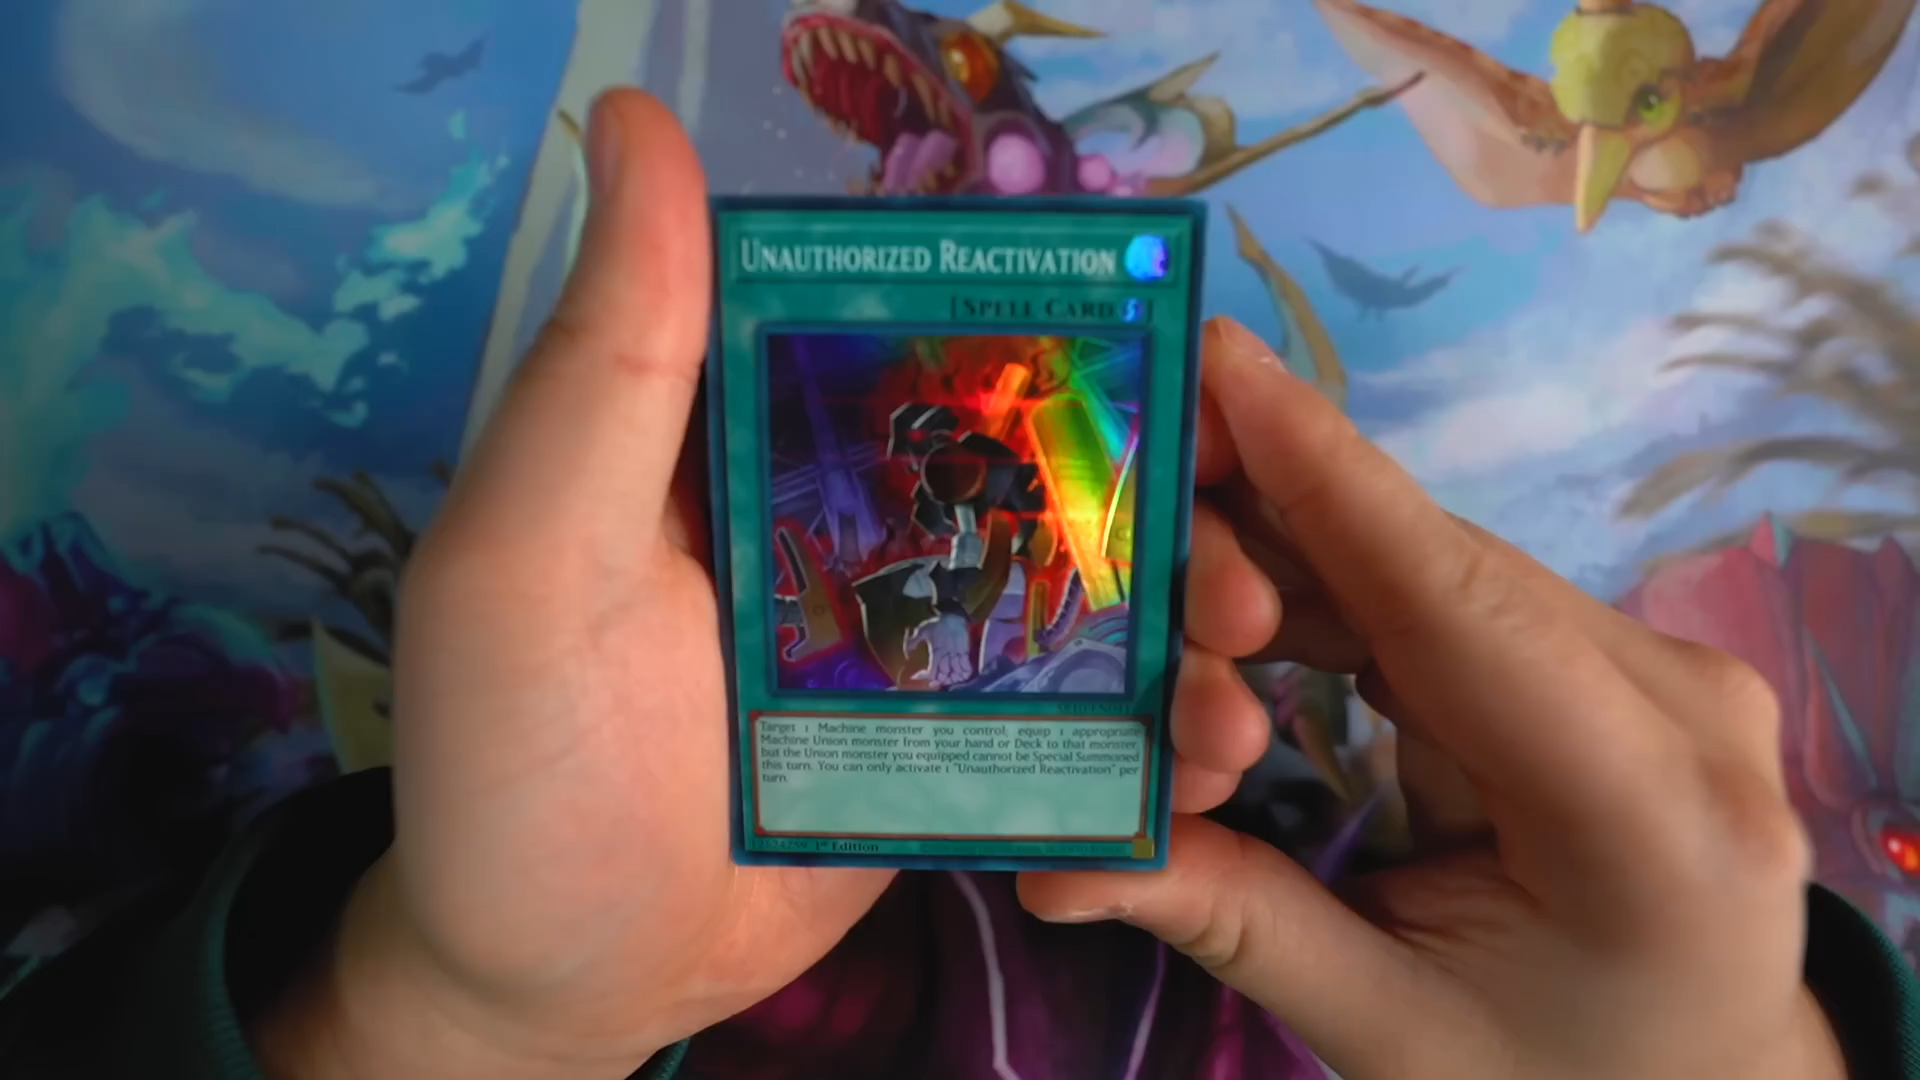 UNAUTHORIZED REACTIVATION
[SPELL CARD ]
Target 1 Machine monster you control; equip 1 appropriate
Machine Union monster from your hand or Deck to that monster,
but the Union monster you equipped cannot be Special Summoned
this turn. You can only activate 1 "Unauthorized Reactivation" per
turn.
1st Edition